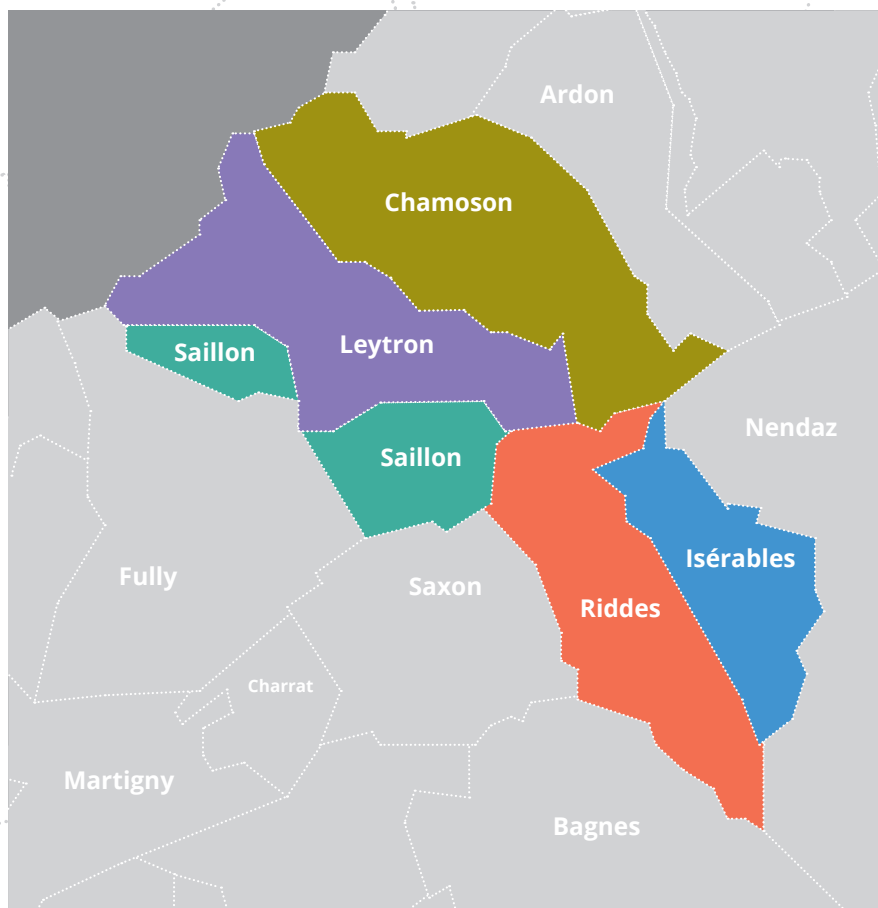 Ardon
Chamoson
Leytron
Saillon
Nendaz
Saillon
Isérables
Fully
Saxon
Riddes
Charrat
Martigny
Bagnes